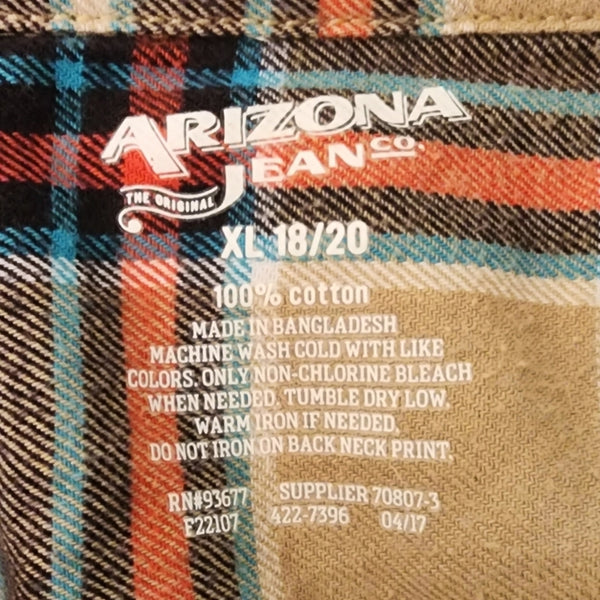 ARIZONA
JEAN CO.
THE ORIGINAL
XL 18/20
100% cotton
MADE IN BANGLADESH
MACHINE WASH COLD WITH LIKE
COLORS. ONLY NON-CHLORINE BLEACH
WHEN NEEDED. TUMBLE DRY LOW.
WARM IRON IF NEEDED.
DO NOT IRON ON BACK NECK PRINT.
RN#93677 SUPPLIER 70807-3
F22107 422-7396 04/17